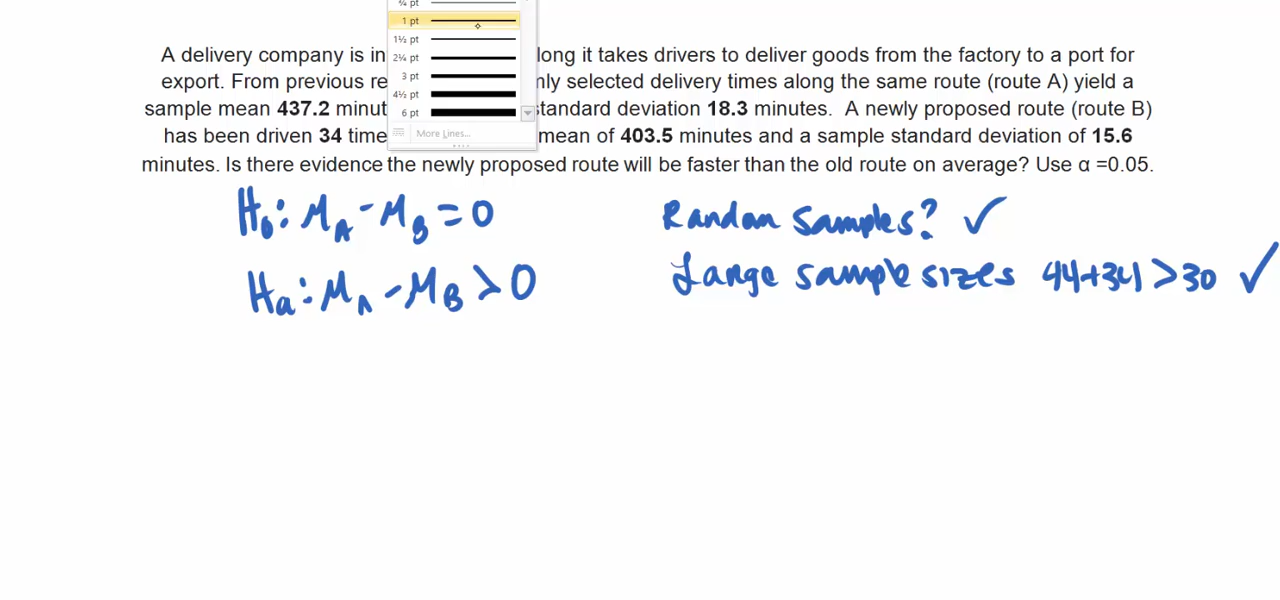 ¾ pt
1 pt
1½ pt
2¼ pt
3 pt
4½ pt
6 pt
More Lines...
A delivery company is in long it takes drivers to deliver goods from the factory to a port for
export. From previous re nly selected delivery times along the same route (route A) yield a
sample mean 437.2 minut standard deviation 18.3 minutes. A newly proposed route (route B)
has been driven 34 time mean of 403.5 minutes and a sample standard deviation of 15.6
minutes. Is there evidence the newly proposed route will be faster than the old route on average? Use α =0.05.
H₀: μ_A - μ_B = 0
Hₐ: μ_A - μ_B > 0
Random Samples? ✓
Large sample sizes 44+34 > 30 ✓